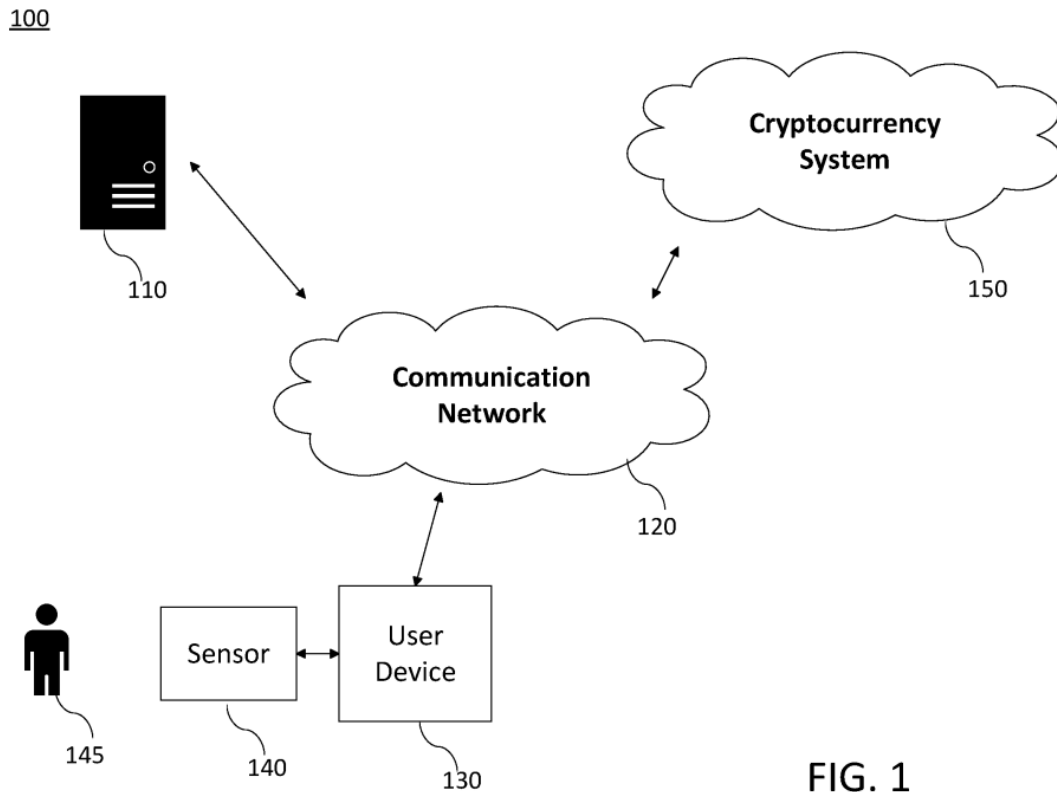 100
Cryptocurrency
System
110
150
Communication
Network
120
Sensor
User
Device
145
140
130
FIG. 1